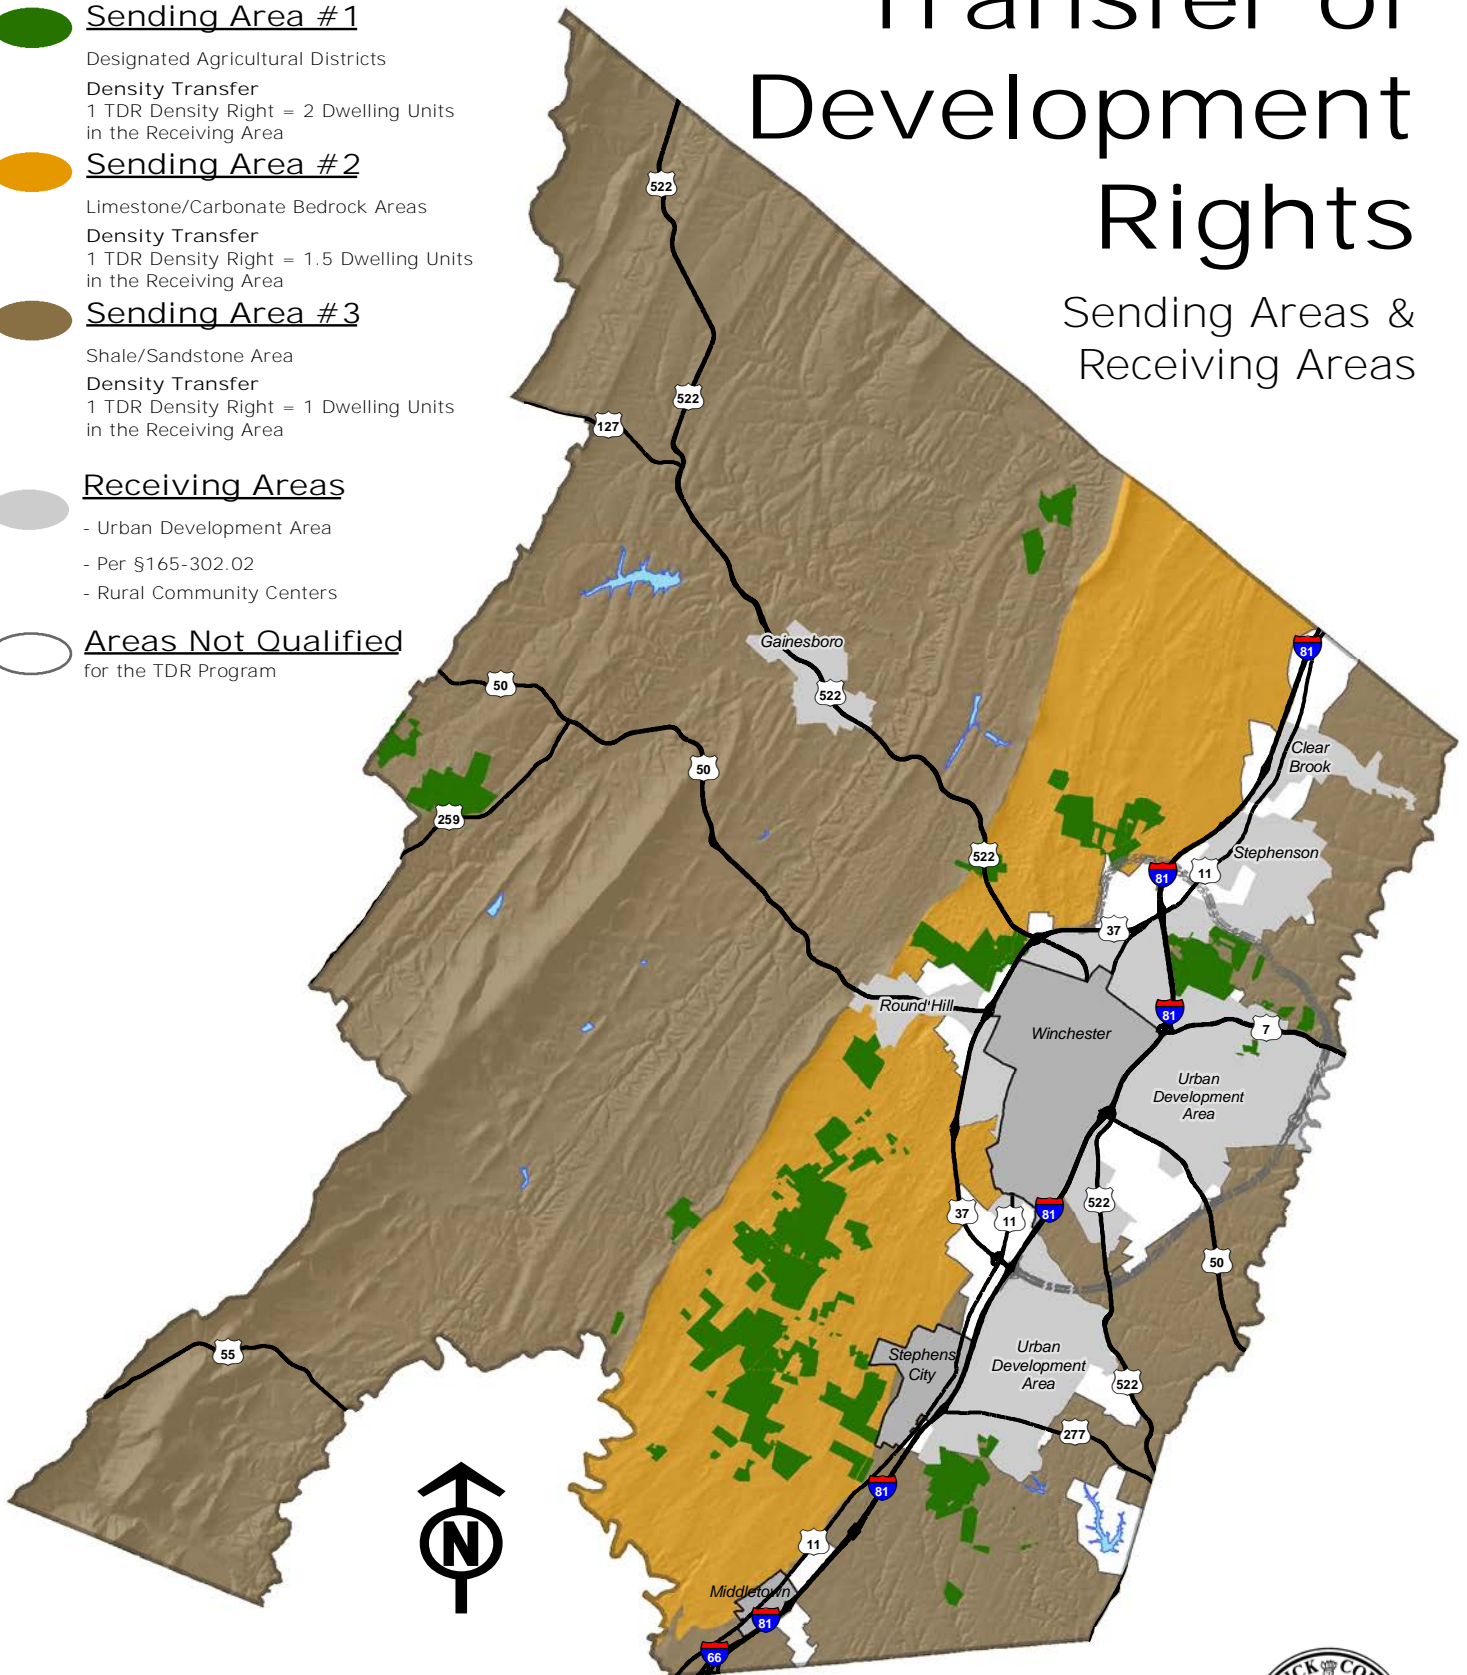 Sending Area #1
Designated Agricultural Districts
Density Transfer
1 TDR Density Right = 2 Dwelling Units
in the Receiving Area
Sending Area #2
Limestone/Carbonate Bedrock Areas
Density Transfer
1 TDR Density Right = 1.5 Dwelling Units
in the Receiving Area
Sending Area #3
Shale/Sandstone Area
Density Transfer
1 TDR Density Right = 1 Dwelling Units
in the Receiving Area
Receiving Areas
- Urban Development Area
- Per §165-302.02
- Rural Community Centers
Areas Not Qualified
for the TDR Program
Transfer of
Development
Rights
Sending Areas &
Receiving Areas
522
522
127
Gainesboro
522
81
50
Clear
Brook
50
259
522
Stephenson
81
11
37
Round Hill
81
Winchester
7
Urban
Development
Area
522
37
11
81
50
55
Stephens
City
Urban
Development
Area
522
277
81
11
Middletown
81
66
N